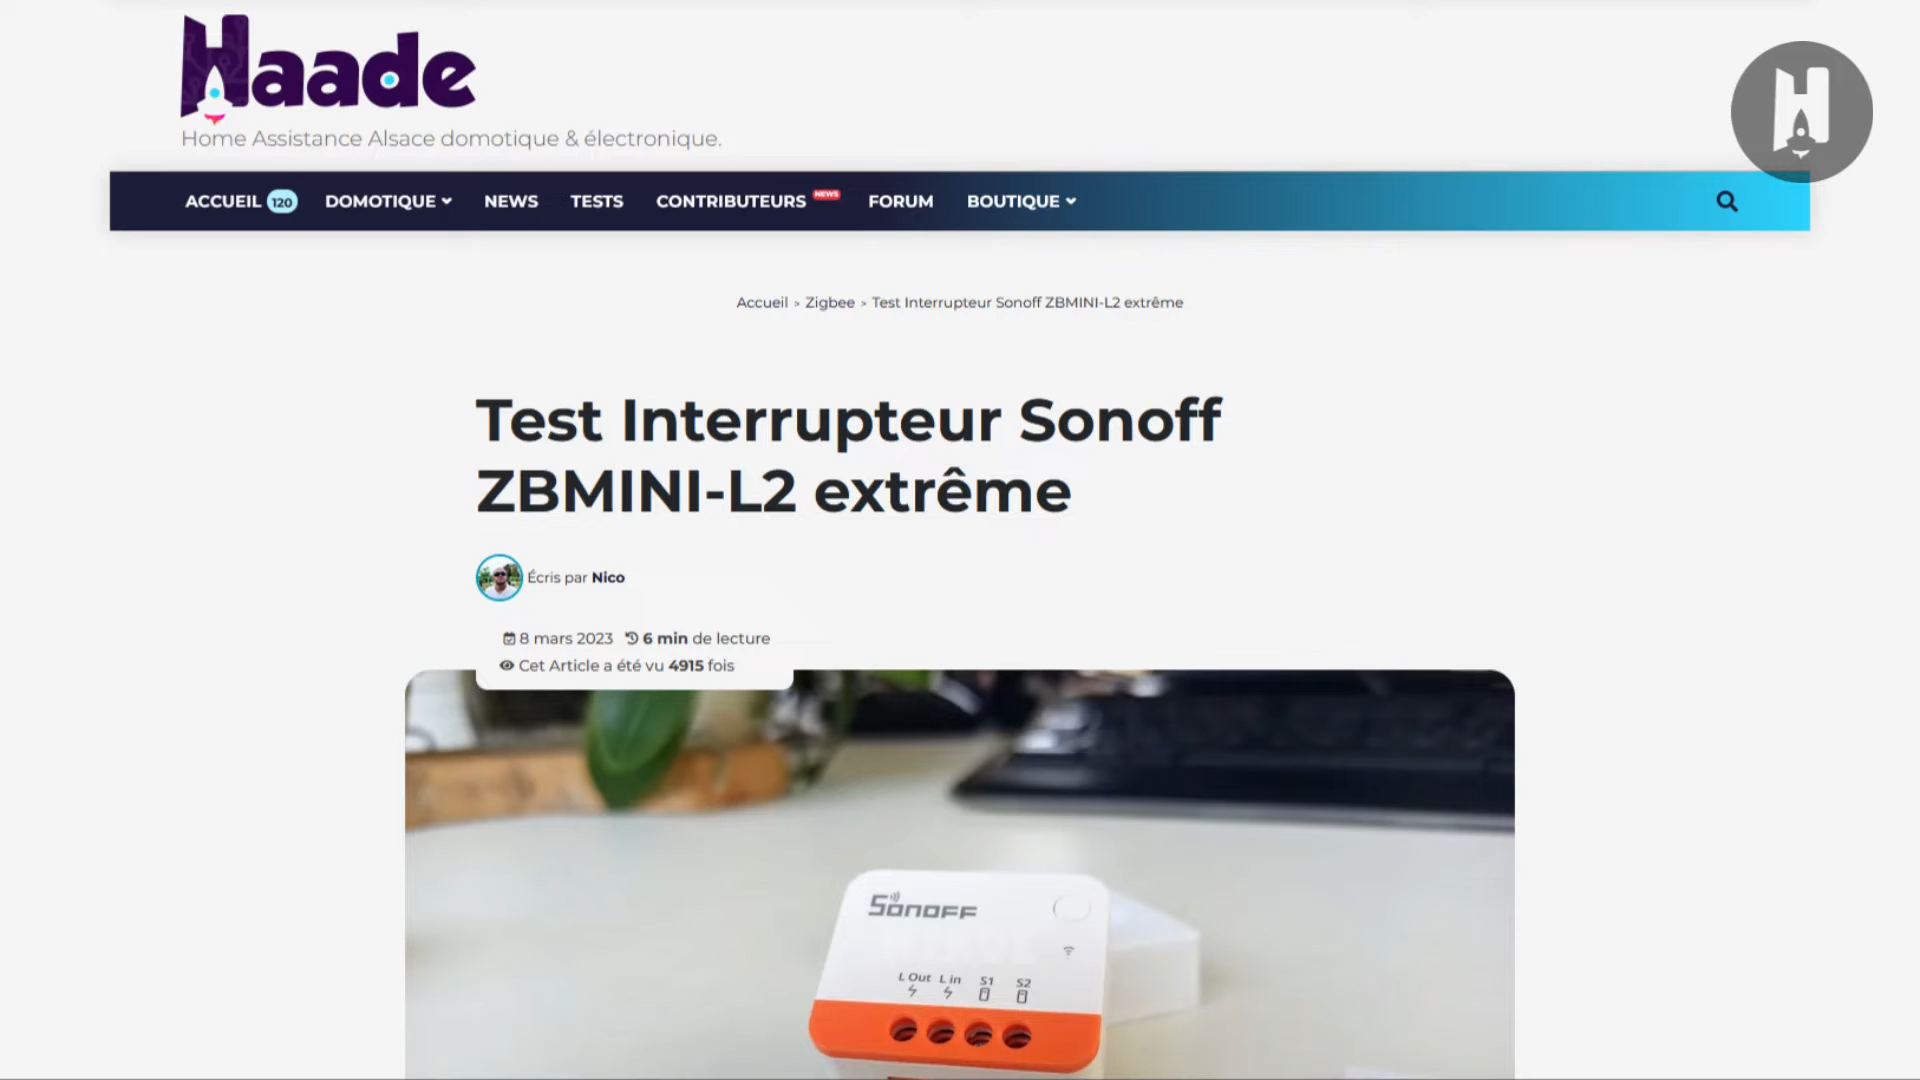 Haade
Home Assistance Alsace domotique & électronique.
ACCUEIL 120 DOMOTIQUE NEWS TESTS CONTRIBUTEURS NEWS FORUM BOUTIQUE
Accueil > Zigbee > Test Interrupteur Sonoff ZBMINI-L2 extrême
Test Interrupteur Sonoff
ZBMINI-L2 extrême
Écris par Nico
8 mars 2023 6 min de lecture
Cet Article a été vu 4915 fois
SONOFF
L Out L in S1 S2